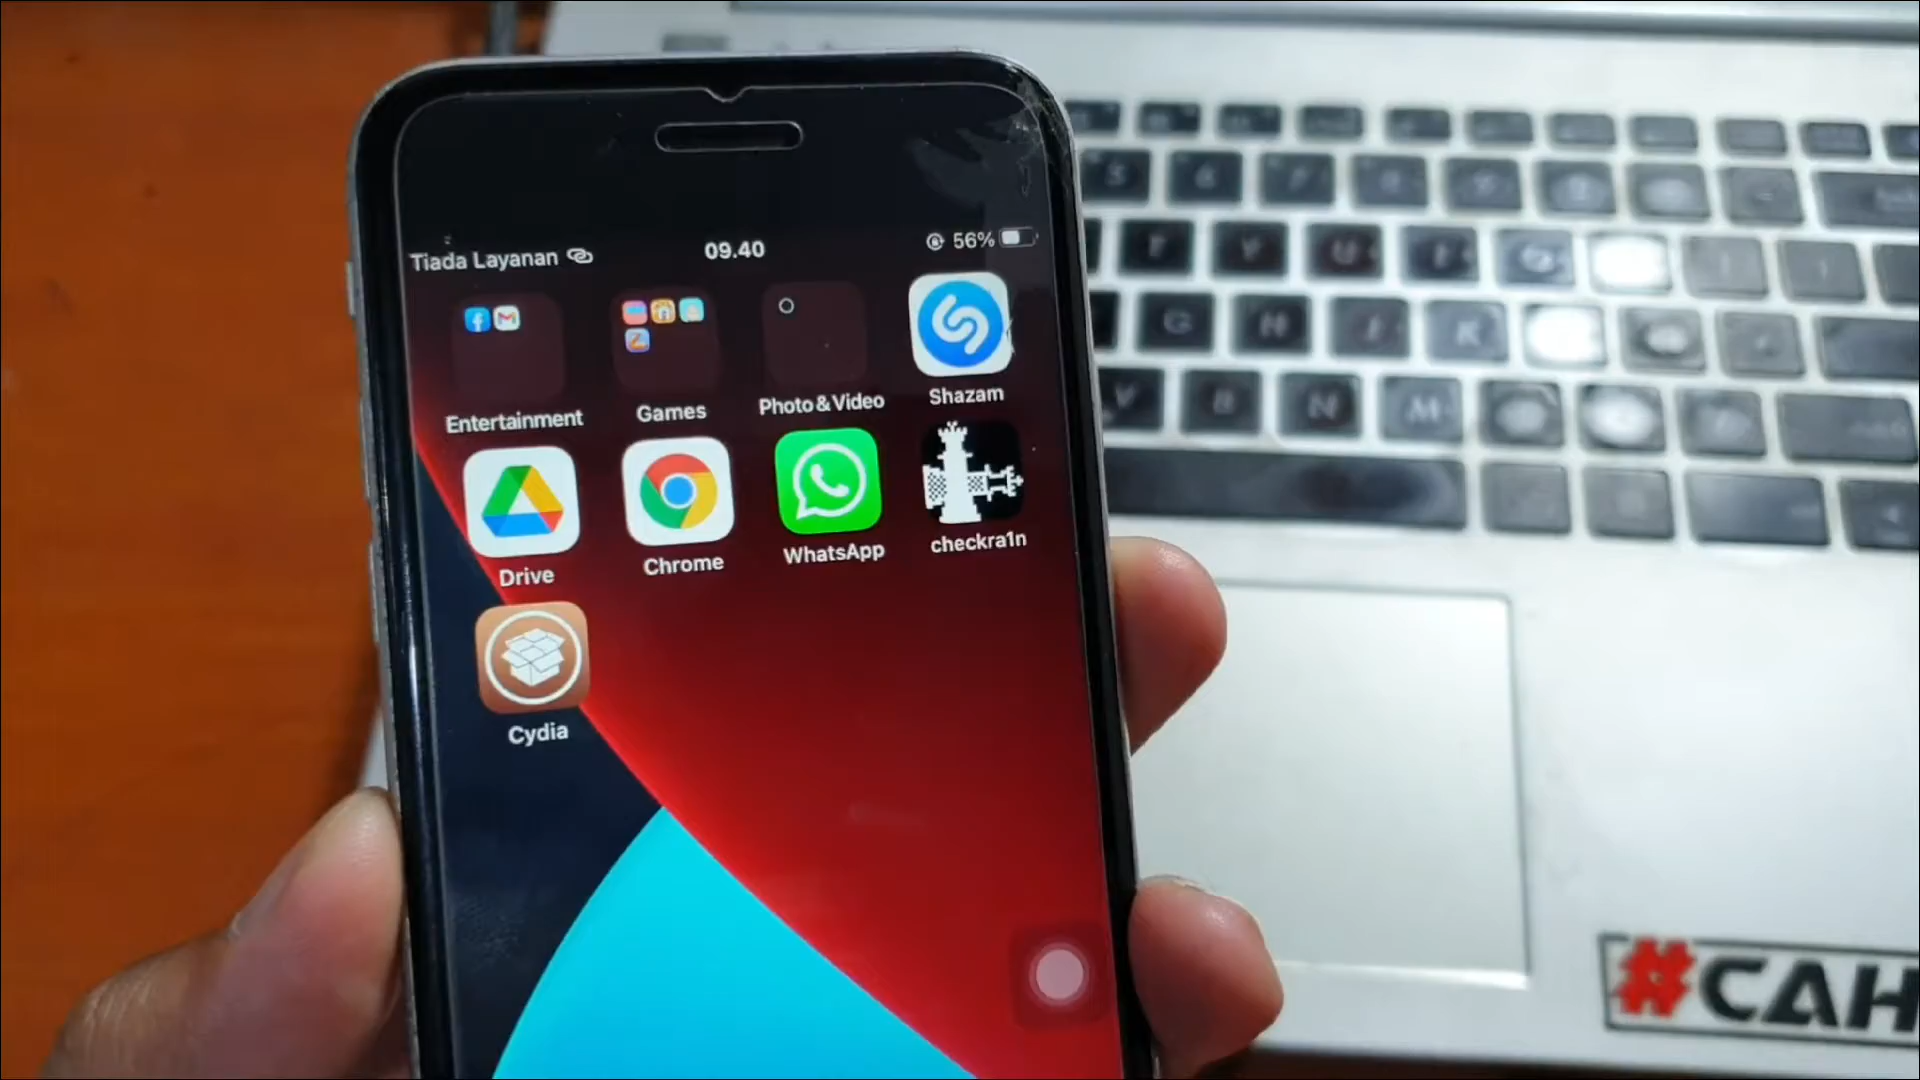 Tiada Layanan
09.40
56%
Entertainment
Games
Photo & Video
Shazam
Drive
Chrome
WhatsApp
checkra1n
Cydia
#CAH